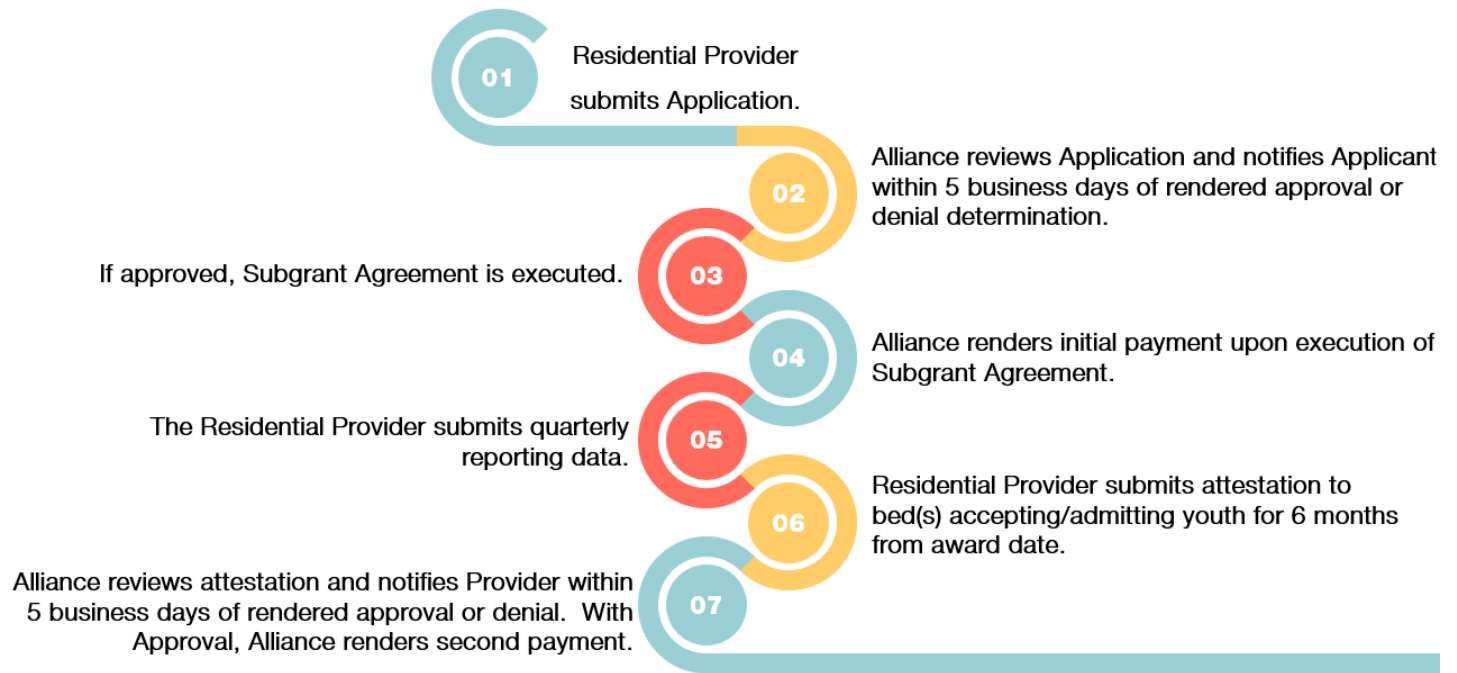 01
Residential Provider
submits Application.
02
Alliance reviews Application and notifies Applicant
within 5 business days of rendered approval or
denial determination.
03
If approved, Subgrant Agreement is executed.
04
Alliance renders initial payment upon execution of
Subgrant Agreement.
05
The Residential Provider submits quarterly
reporting data.
06
Residential Provider submits attestation to
bed(s) accepting/admitting youth for 6 months
from award date.
07
Alliance reviews attestation and notifies Provider within
5 business days of rendered approval or denial.  With
Approval, Alliance renders second payment.